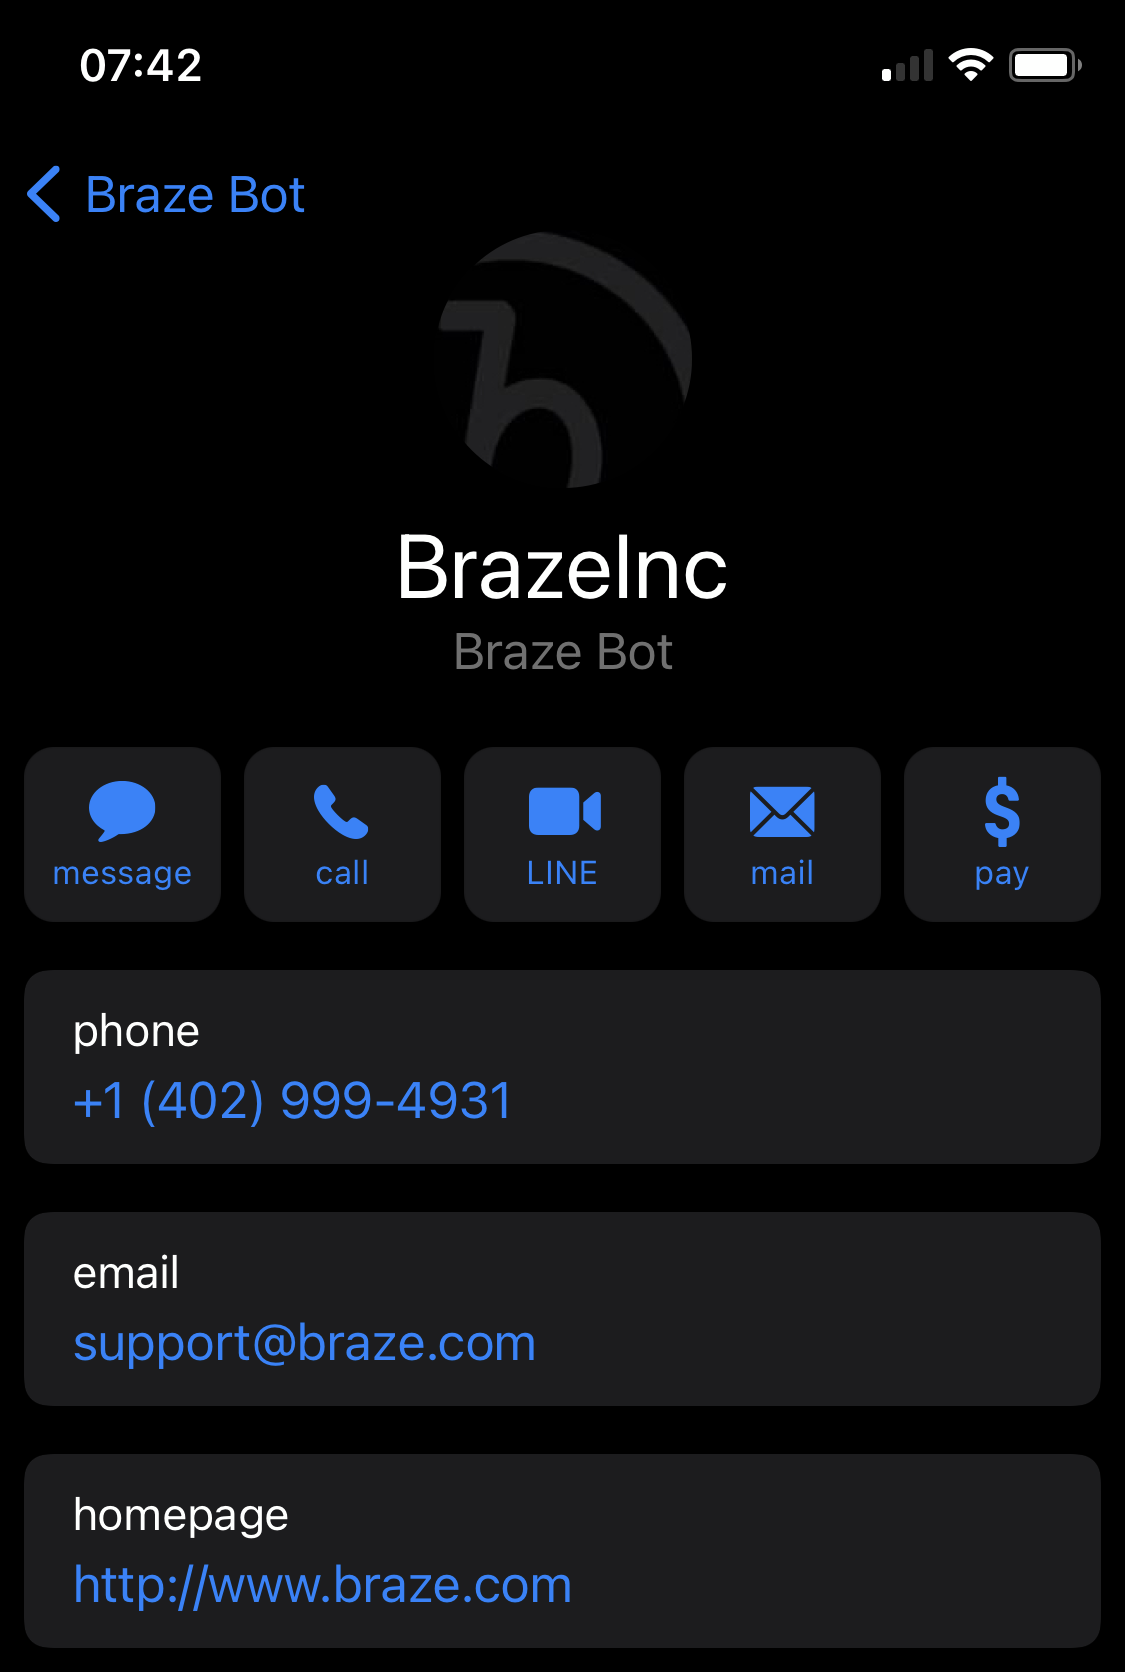 07:42
Braze Bot
BrazeInc
Braze Bot
message
call
LINE
mail
pay
phone
+1 (402) 999-4931
email
support@braze.com
homepage
http://www.braze.com